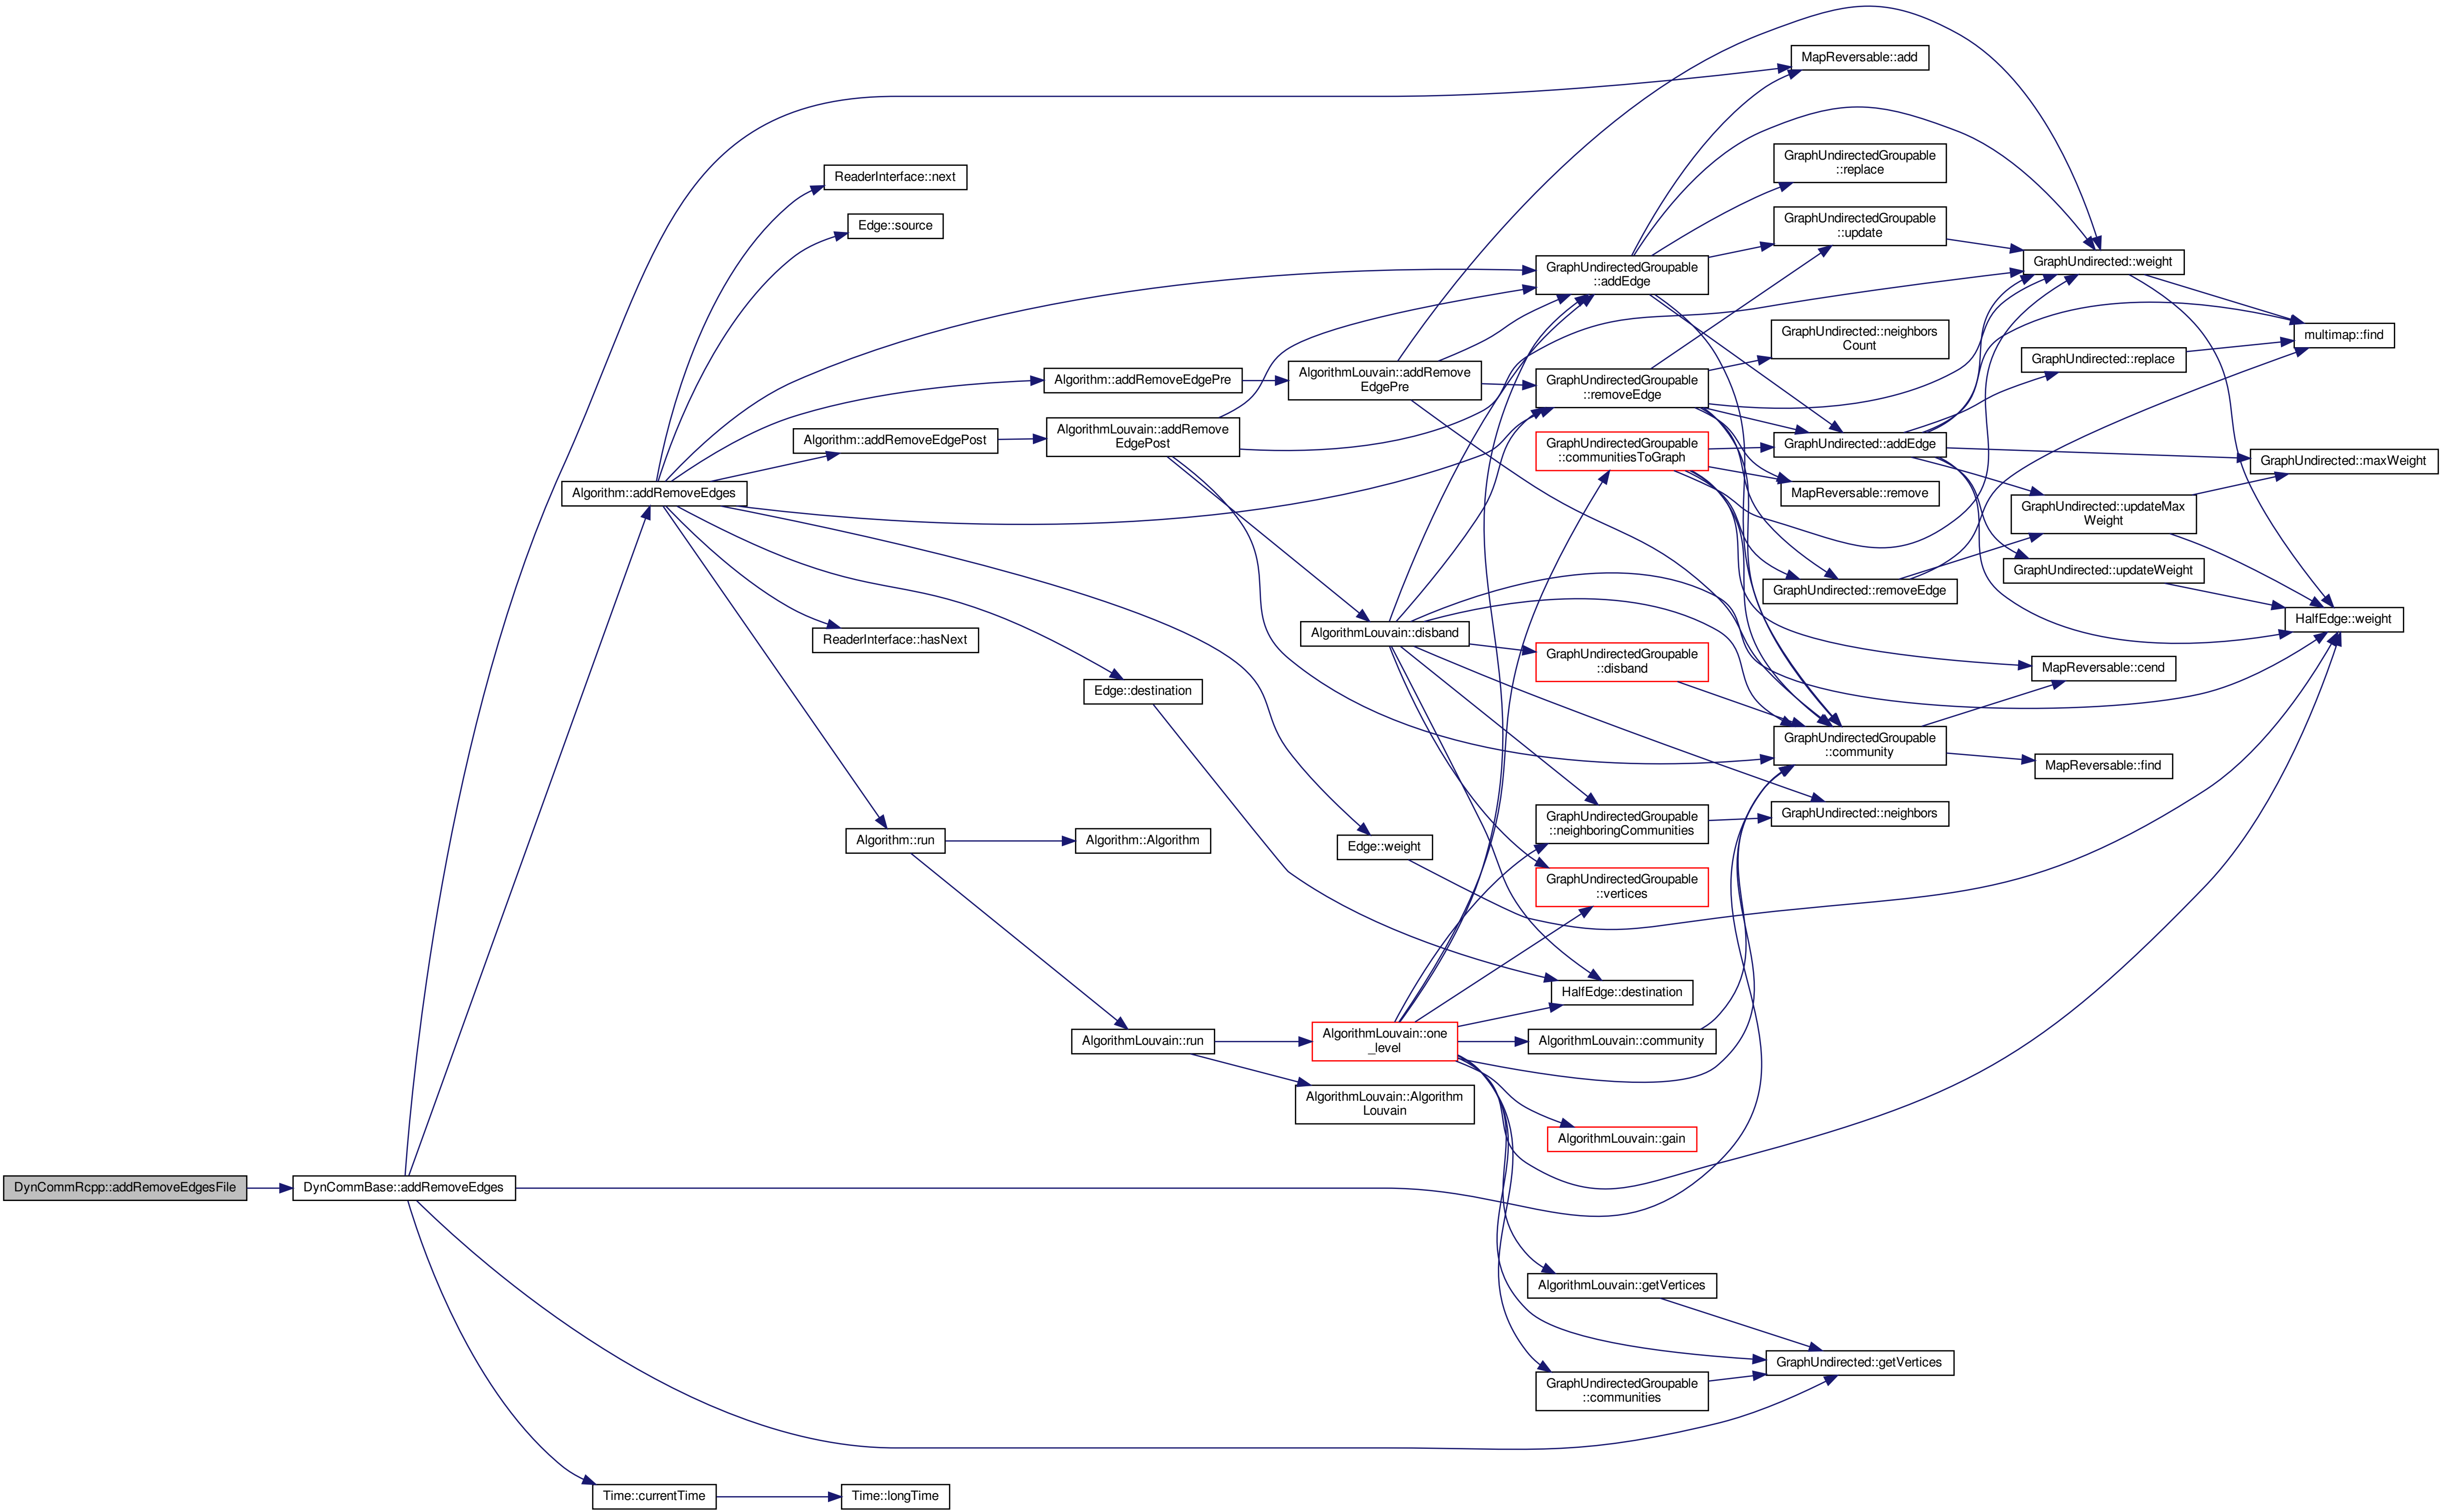 MapReversable::add
ReaderInterface::next
GraphUndirectedGroupable
::replace
Edge::source
GraphUndirectedGroupable
::update
GraphUndirected::weight
GraphUndirectedGroupable
::addEdge
GraphUndirected::neighbors
Count
multimap::find
GraphUndirected::replace
Algorithm::addRemoveEdgePre
AlgorithmLouvain::addRemove
EdgePre
GraphUndirectedGroupable
::removeEdge
Algorithm::addRemoveEdgePost
AlgorithmLouvain::addRemove
EdgePost
GraphUndirectedGroupable
::communitiesToGraph
GraphUndirected::addEdge
GraphUndirected::maxWeight
Algorithm::addRemoveEdges
MapReversable::remove
GraphUndirected::updateMax
Weight
GraphUndirected::updateWeight
GraphUndirected::removeEdge
HalfEdge::weight
ReaderInterface::hasNext
AlgorithmLouvain::disband
GraphUndirectedGroupable
::disband
MapReversable::cend
Edge::destination
GraphUndirectedGroupable
::community
MapReversable::find
GraphUndirectedGroupable
::neighboringCommunities
GraphUndirected::neighbors
Algorithm::run
Algorithm::Algorithm
Edge::weight
GraphUndirectedGroupable
::vertices
HalfEdge::destination
AlgorithmLouvain::run
AlgorithmLouvain::one
_level
AlgorithmLouvain::community
AlgorithmLouvain::Algorithm
Louvain
AlgorithmLouvain::gain
DynCommRcpp::addRemoveEdgesFile
DynCommBase::addRemoveEdges
AlgorithmLouvain::getVertices
GraphUndirected::getVertices
GraphUndirectedGroupable
::communities
Time::currentTime
Time::longTime